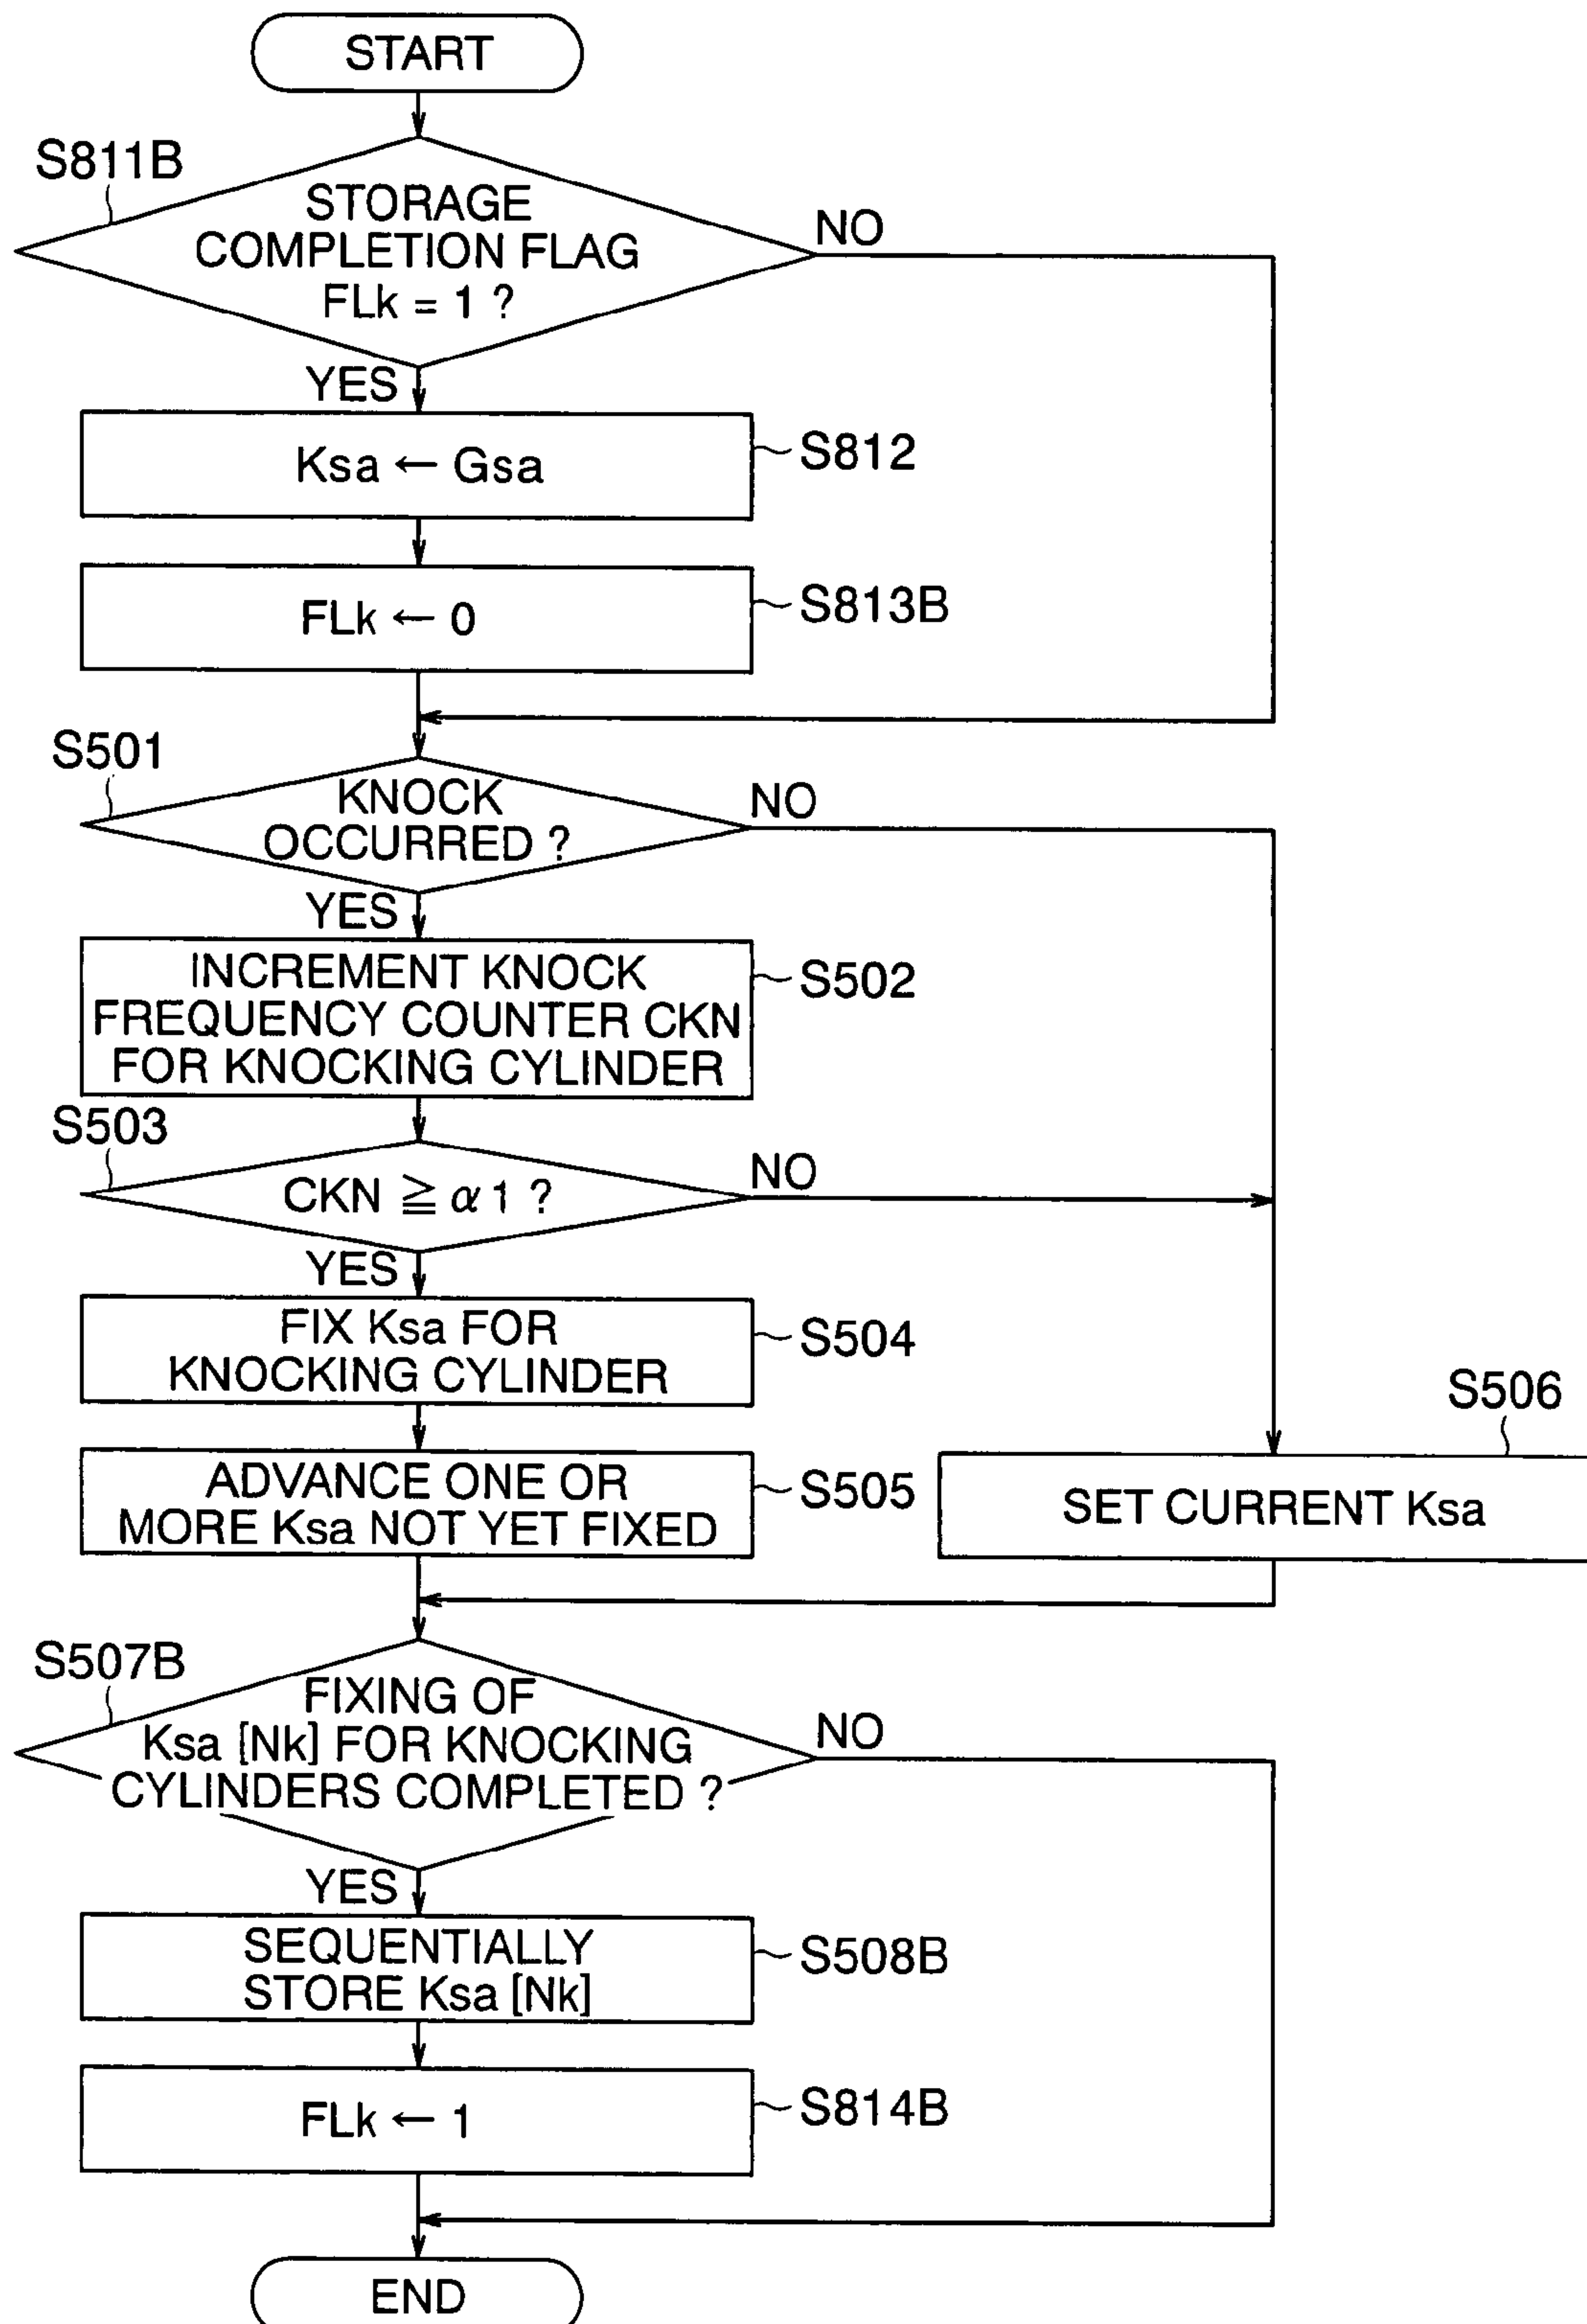 START
S811B
STORAGE
COMPLETION FLAG
FLk = 1 ?
NO
YES
Ksa ← Gsa
S812
FLk ← 0
S813B
S501
KNOCK
OCCURRED ?
NO
YES
INCREMENT KNOCK
FREQUENCY COUNTER CKN
FOR KNOCKING CYLINDER
S502
S503
CKN ≧ α 1 ?
NO
YES
FIX Ksa FOR
KNOCKING CYLINDER
S504
ADVANCE ONE OR
MORE Ksa NOT YET FIXED
S505
S506
SET CURRENT Ksa
S507B
FIXING OF
Ksa [Nk] FOR KNOCKING
CYLINDERS COMPLETED ?
NO
YES
SEQUENTIALLY
STORE Ksa [Nk]
S508B
FLk ← 1
S814B
END